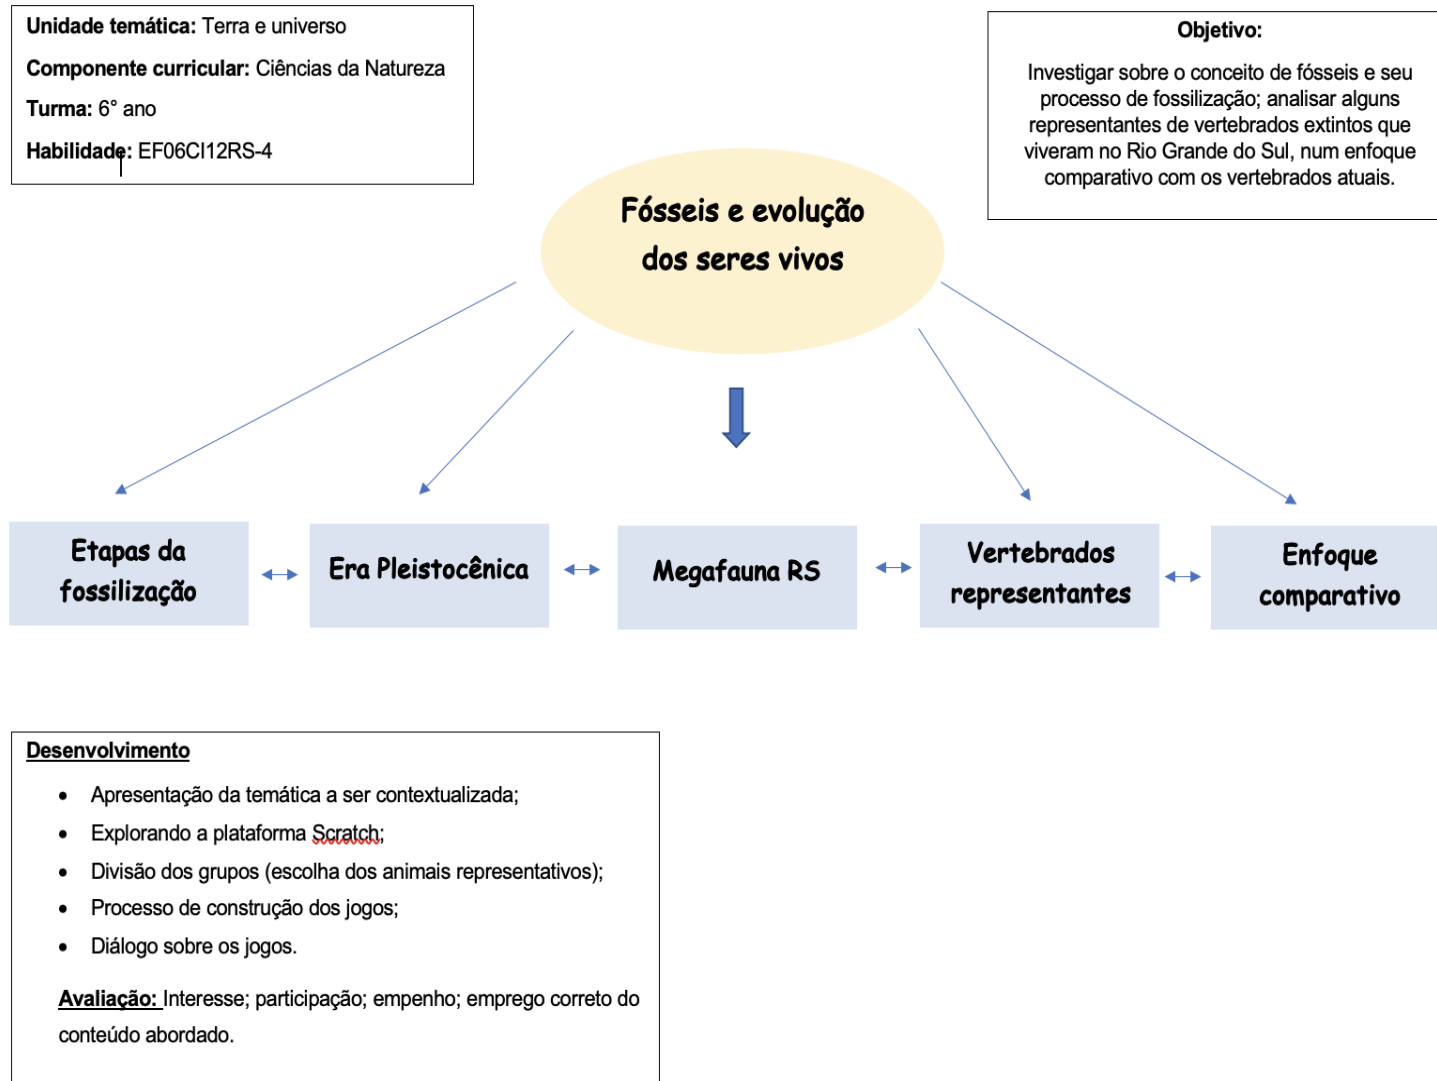 Unidade temática: Terra e universo
Componente curricular: Ciências da Natureza
Turma: 6° ano
Habilidade: EF06CI12RS-4
Objetivo:
Investigar sobre o conceito de fósseis e seu
processo de fossilização; analisar alguns
representantes de vertebrados extintos que
viveram no Rio Grande do Sul, num enfoque
comparativo com os vertebrados atuais.
Fósseis e evolução
dos seres vivos
Etapas da
fossilização
Era Pleistocênica
Megafauna RS
Vertebrados
representantes
Enfoque
comparativo
Desenvolvimento
• Apresentação da temática a ser contextualizada;
• Explorando a plataforma Scratch;
• Divisão dos grupos (escolha dos animais representativos);
• Processo de construção dos jogos;
• Diálogo sobre os jogos.
Avaliação: Interesse; participação; empenho; emprego correto do
conteúdo abordado.